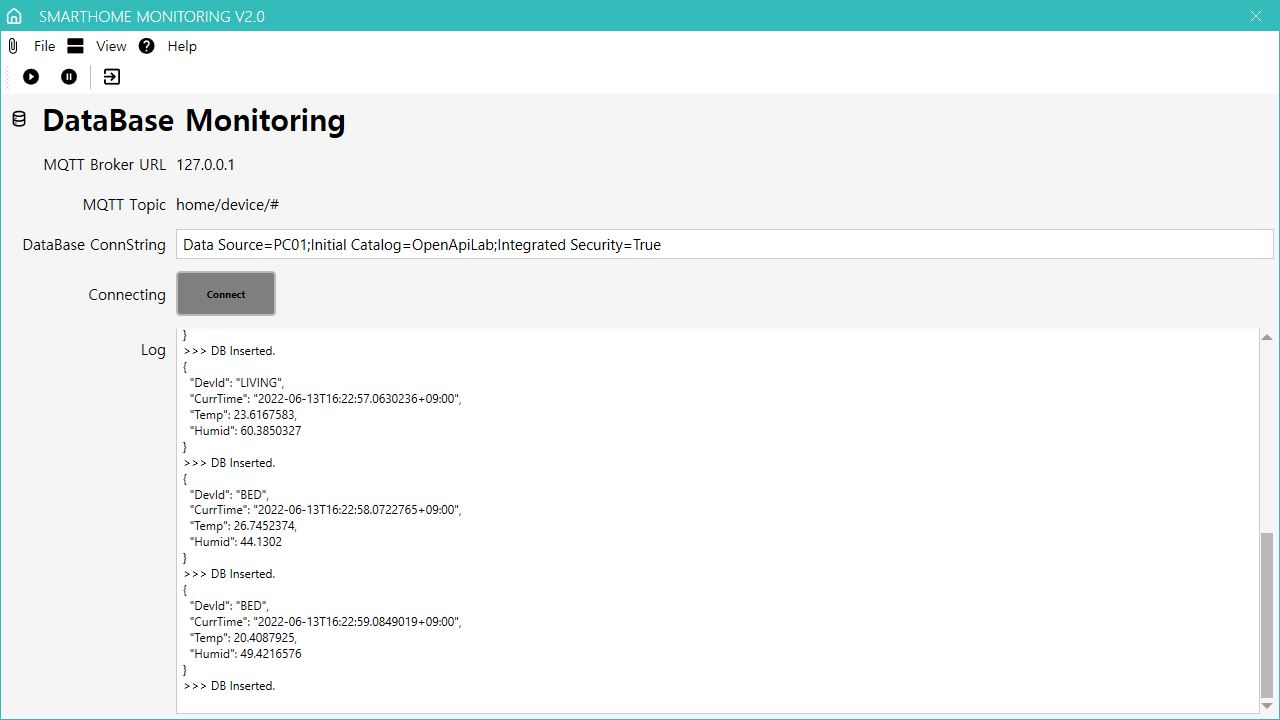 SMARTHOME MONITORING V2.0
File View Help
DataBase Monitoring
MQTT Broker URL 127.0.0.1
MQTT Topic home/device/#
DataBase ConnString Data Source=PC01;Initial Catalog=OpenApiLab;Integrated Security=True
Connecting Connect
Log
}
>>> DB Inserted.
{
"DevId": "LIVING",
"CurrTime": "2022-06-13T16:22:57.0630236+09:00",
"Temp": 23.6167583,
"Humid": 60.3850327
}
>>> DB Inserted.
{
"DevId": "BED",
"CurrTime": "2022-06-13T16:22:58.0722765+09:00",
"Temp": 26.7452374,
"Humid": 44.1302
}
>>> DB Inserted.
{
"DevId": "BED",
"CurrTime": "2022-06-13T16:22:59.0849019+09:00",
"Temp": 20.4087925,
"Humid": 49.4216576
}
>>> DB Inserted.